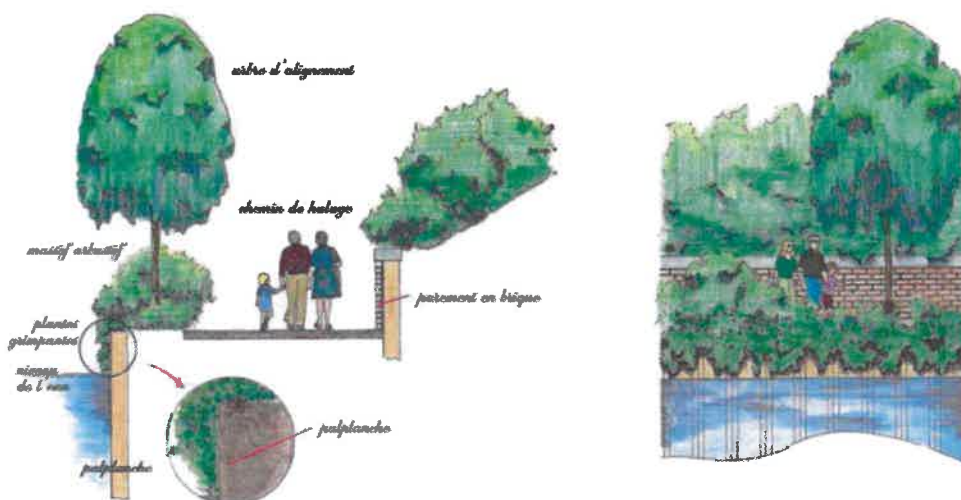 arbre d'alignement
chemin de halage
massif arbustif
parement en brique
plantes
grimpantes
niveau
de l'eau
palplanche
palplanche